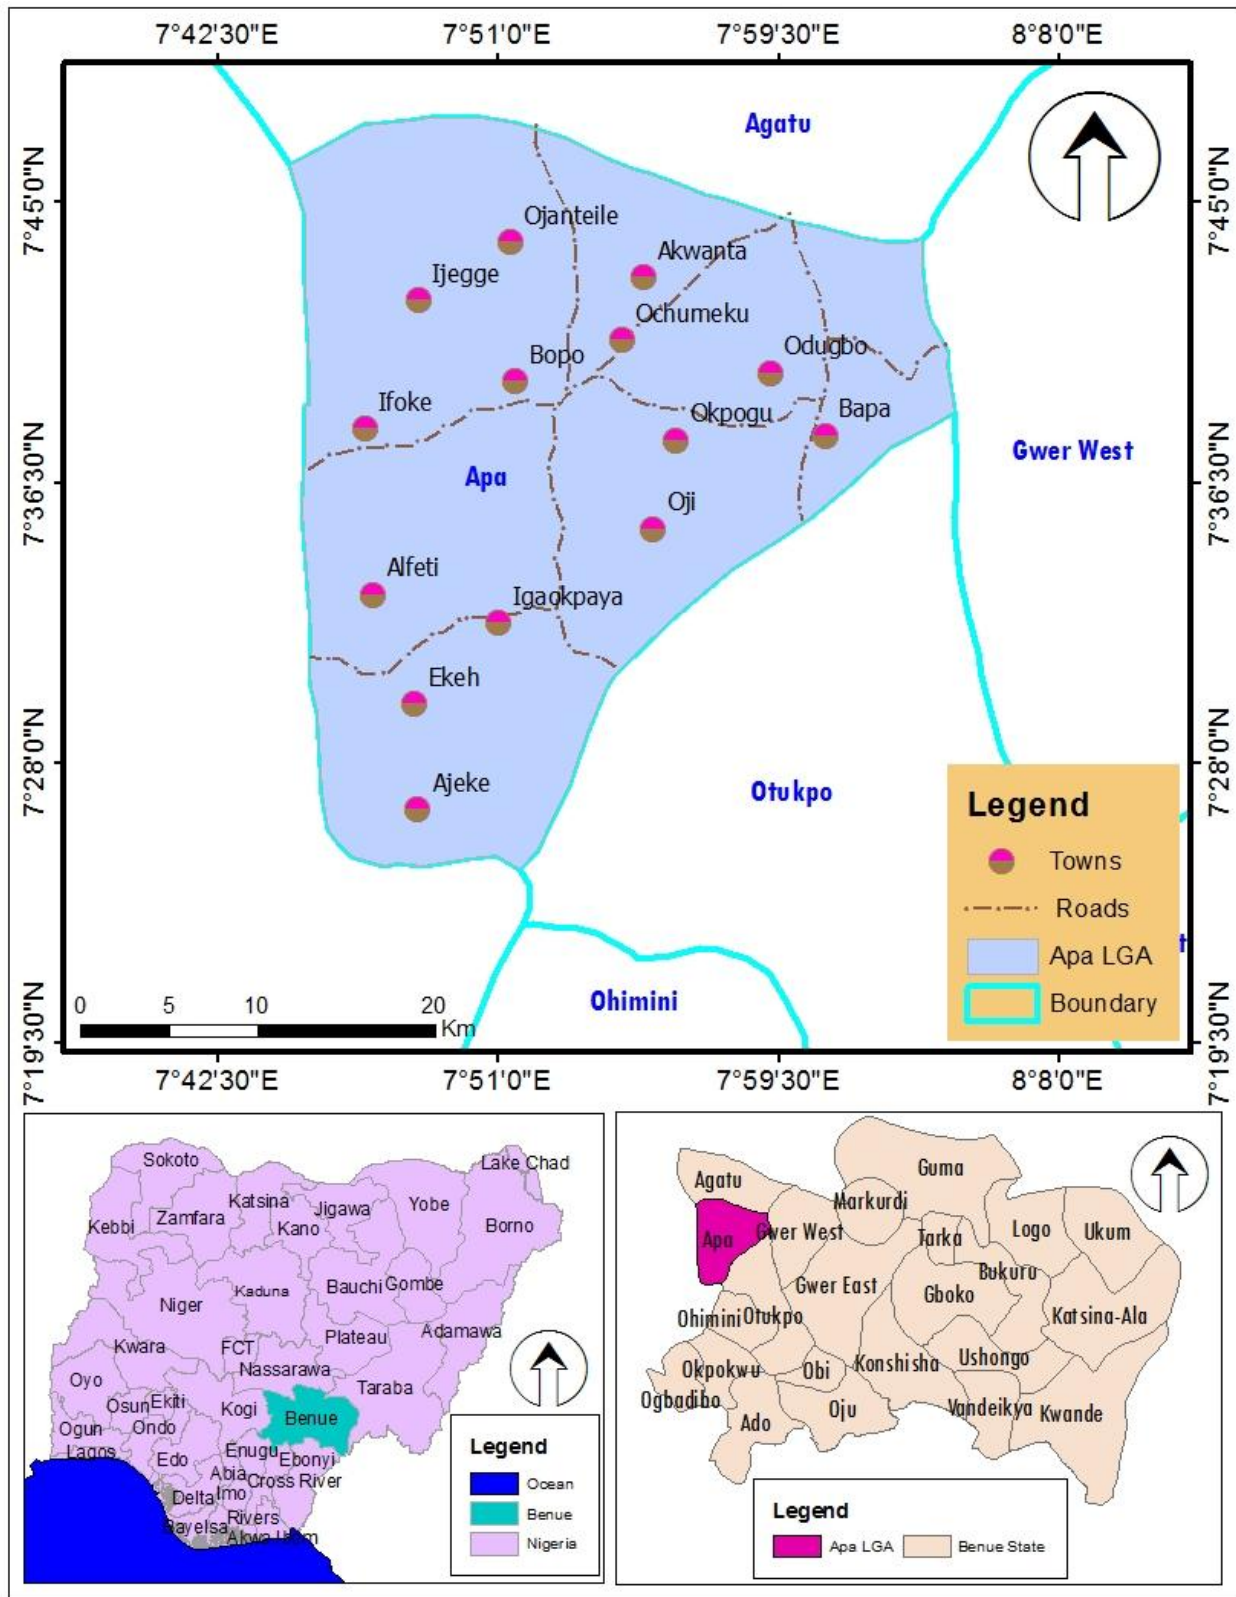 7°42'30"E 7°51'0"E 7°59'30"E 8°8'0"E
7°45'0"N
7°36'30"N
7°28'0"N
7°19'30"N
7°45'0"N
7°36'30"N
7°28'0"N
7°19'30"N
Agatu
Ojanteile
Akwanta
Ijegge
Ochumeku
Odugbo
Bopo
Ifoke
Okpogu
Bapa
Gwer West
Apa
Oji
Alfeti
Igaokpaya
Ekeh
Ajeke
Otukpo
Ohimini
Legend
Towns
Roads
Apa LGA
Boundary
t
0 5 10 20
Km
7°42'30"E 7°51'0"E 7°59'30"E 8°8'0"E
Sokoto
Lake Chad
Katsina
Jigawa
Yobe
Kebbi
Zamfara
Kano
Borno
Bauchi
Gombe
Kaduna
Niger
Adamawa
Plateau
Kwara
FCT
Nassarawa
Oyo
Taraba
Osun
Ekiti
Kogi
Benue
Ogun
Ondo
Lagos
Edo
Enugu
Ebonyi
Abia
Cross River
Delta
Imo
Rivers
Bayelsa
Akwa Ibom
Legend
Ocean
Benue
Nigeria
Guma
Agatu
Markurdi
Apa
Gwer West
Tarka
Logo
Ukum
Bukuru
Gwer East
Gboko
Ohimini
Otukpo
Katsina-Ala
Okpokwu
Obi
Konshisha
Ushongo
Ogbadibo
Ado
Oju
Vandeikya
Kwande
Legend
Apa LGA
Benue State